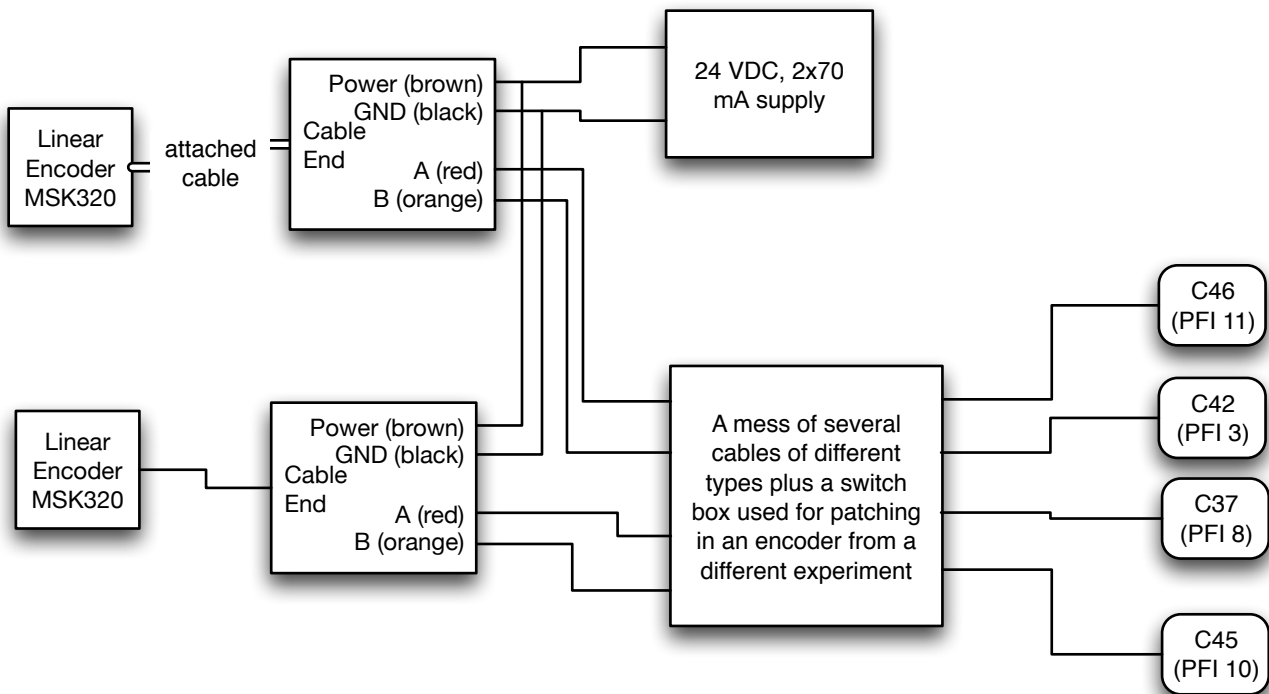 24 VDC, 2x70
mA supply
Linear
Encoder
MSK320
attached
cable
Power (brown)
GND (black)
Cable
End
A (red)
B (orange)
C46
(PFI 11)
C42
(PFI 3)
C37
(PFI 8)
C45
(PFI 10)
Linear
Encoder
MSK320
Power (brown)
GND (black)
Cable
End
A (red)
B (orange)
A mess of several
cables of different
types plus a switch
box used for patching
in an encoder from a
different experiment